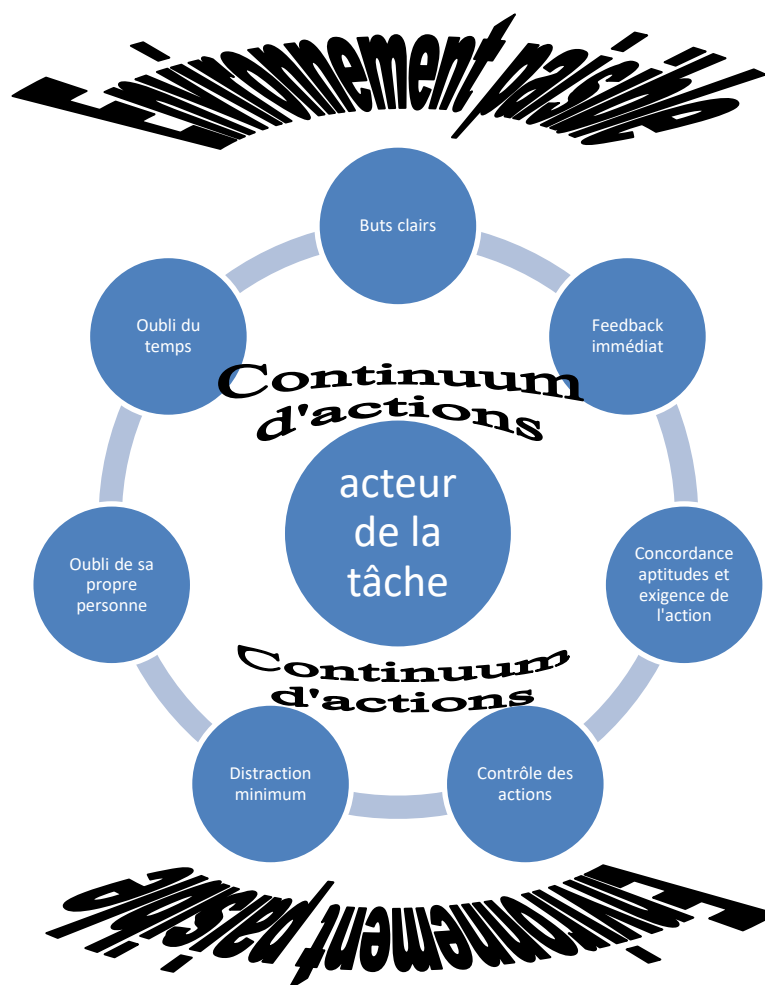 Environnement paisible
Buts clairs
Oubli du
temps
Feedback
immédiat
Continuum
d'actions
acteur
de la
tâche
Oubli de sa
propre
personne
Concordance
aptitudes et
exigence de
l'action
Continuum
d'actions
Distraction
minimum
Contrôle des
actions
Environnement paisible